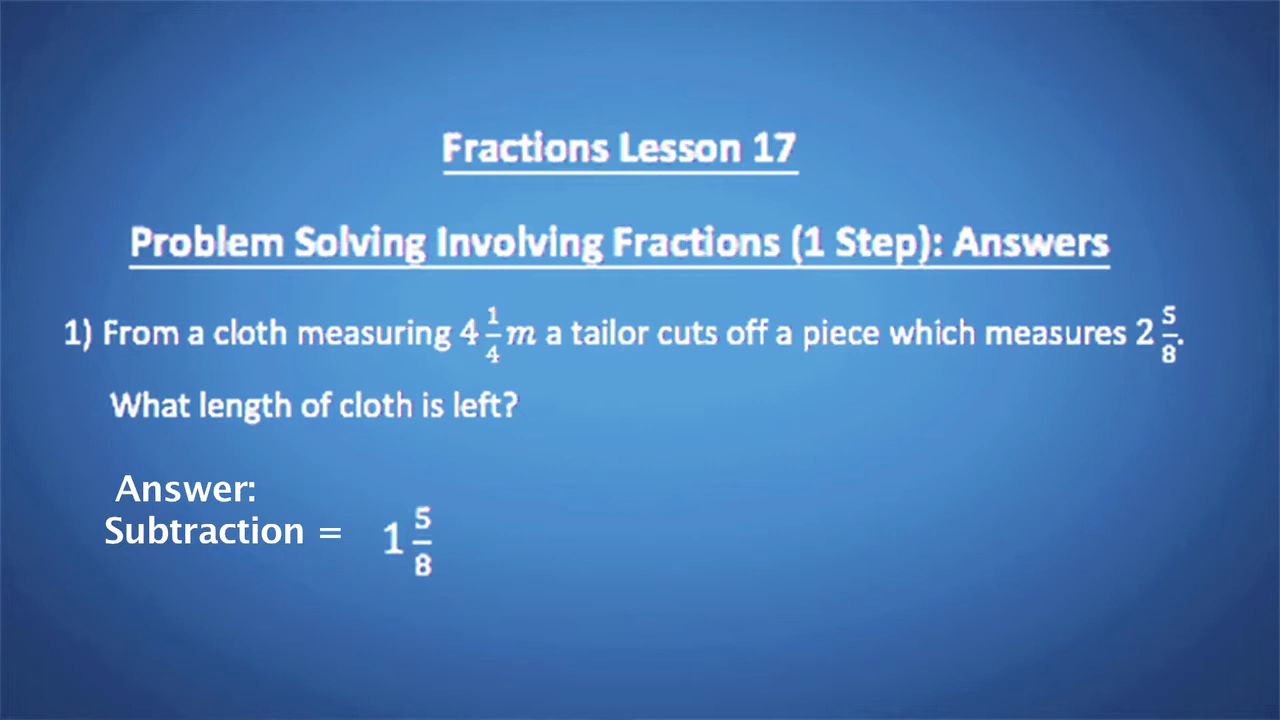 Fractions Lesson 17
Problem Solving Involving Fractions (1 Step): Answers
1) From a cloth measuring 4 1/4 m a tailor cuts off a piece which measures 2 5/8.
What length of cloth is left?
Answer:
Subtraction = 1 5/8